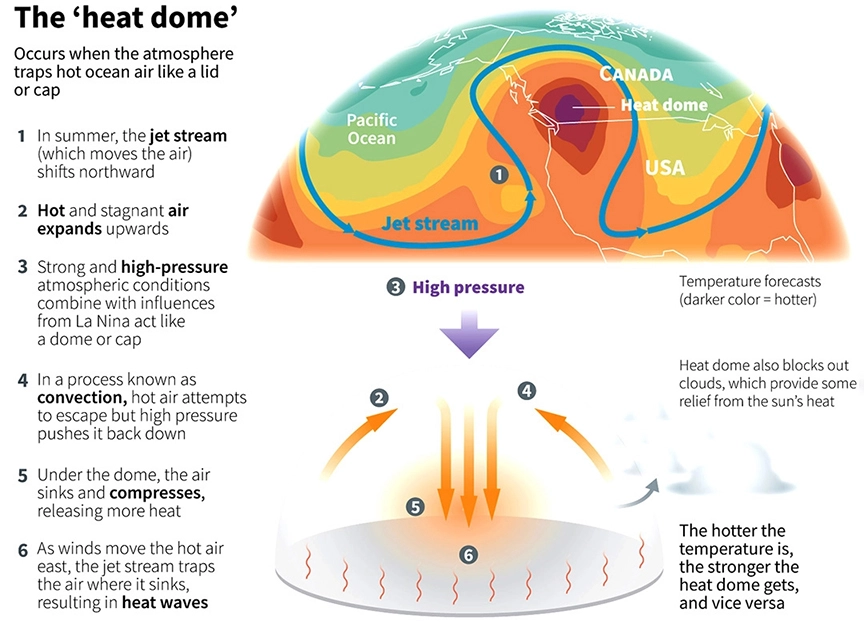 The ‘heat dome’
Occurs when the atmosphere
traps hot ocean air like a lid
or cap
1 In summer, the jet stream
(which moves the air)
shifts northward
2 Hot and stagnant air
expands upwards
3 Strong and high-pressure
atmospheric conditions
combine with influences
from La Nina act like
a dome or cap
4 In a process known as
convection, hot air attempts
to escape but high pressure
pushes it back down
5 Under the dome, the air
sinks and compresses,
releasing more heat
6 As winds move the hot air
east, the jet stream traps
the air where it sinks,
resulting in heat waves
CANADA
Heat dome
Pacific
Ocean
USA
1
Jet stream
3 High pressure
Temperature forecasts
(darker color = hotter)
Heat dome also blocks out
clouds, which provide some
relief from the sun’s heat
2
4
5
6
The hotter the
temperature is,
the stronger the
heat dome gets,
and vice versa